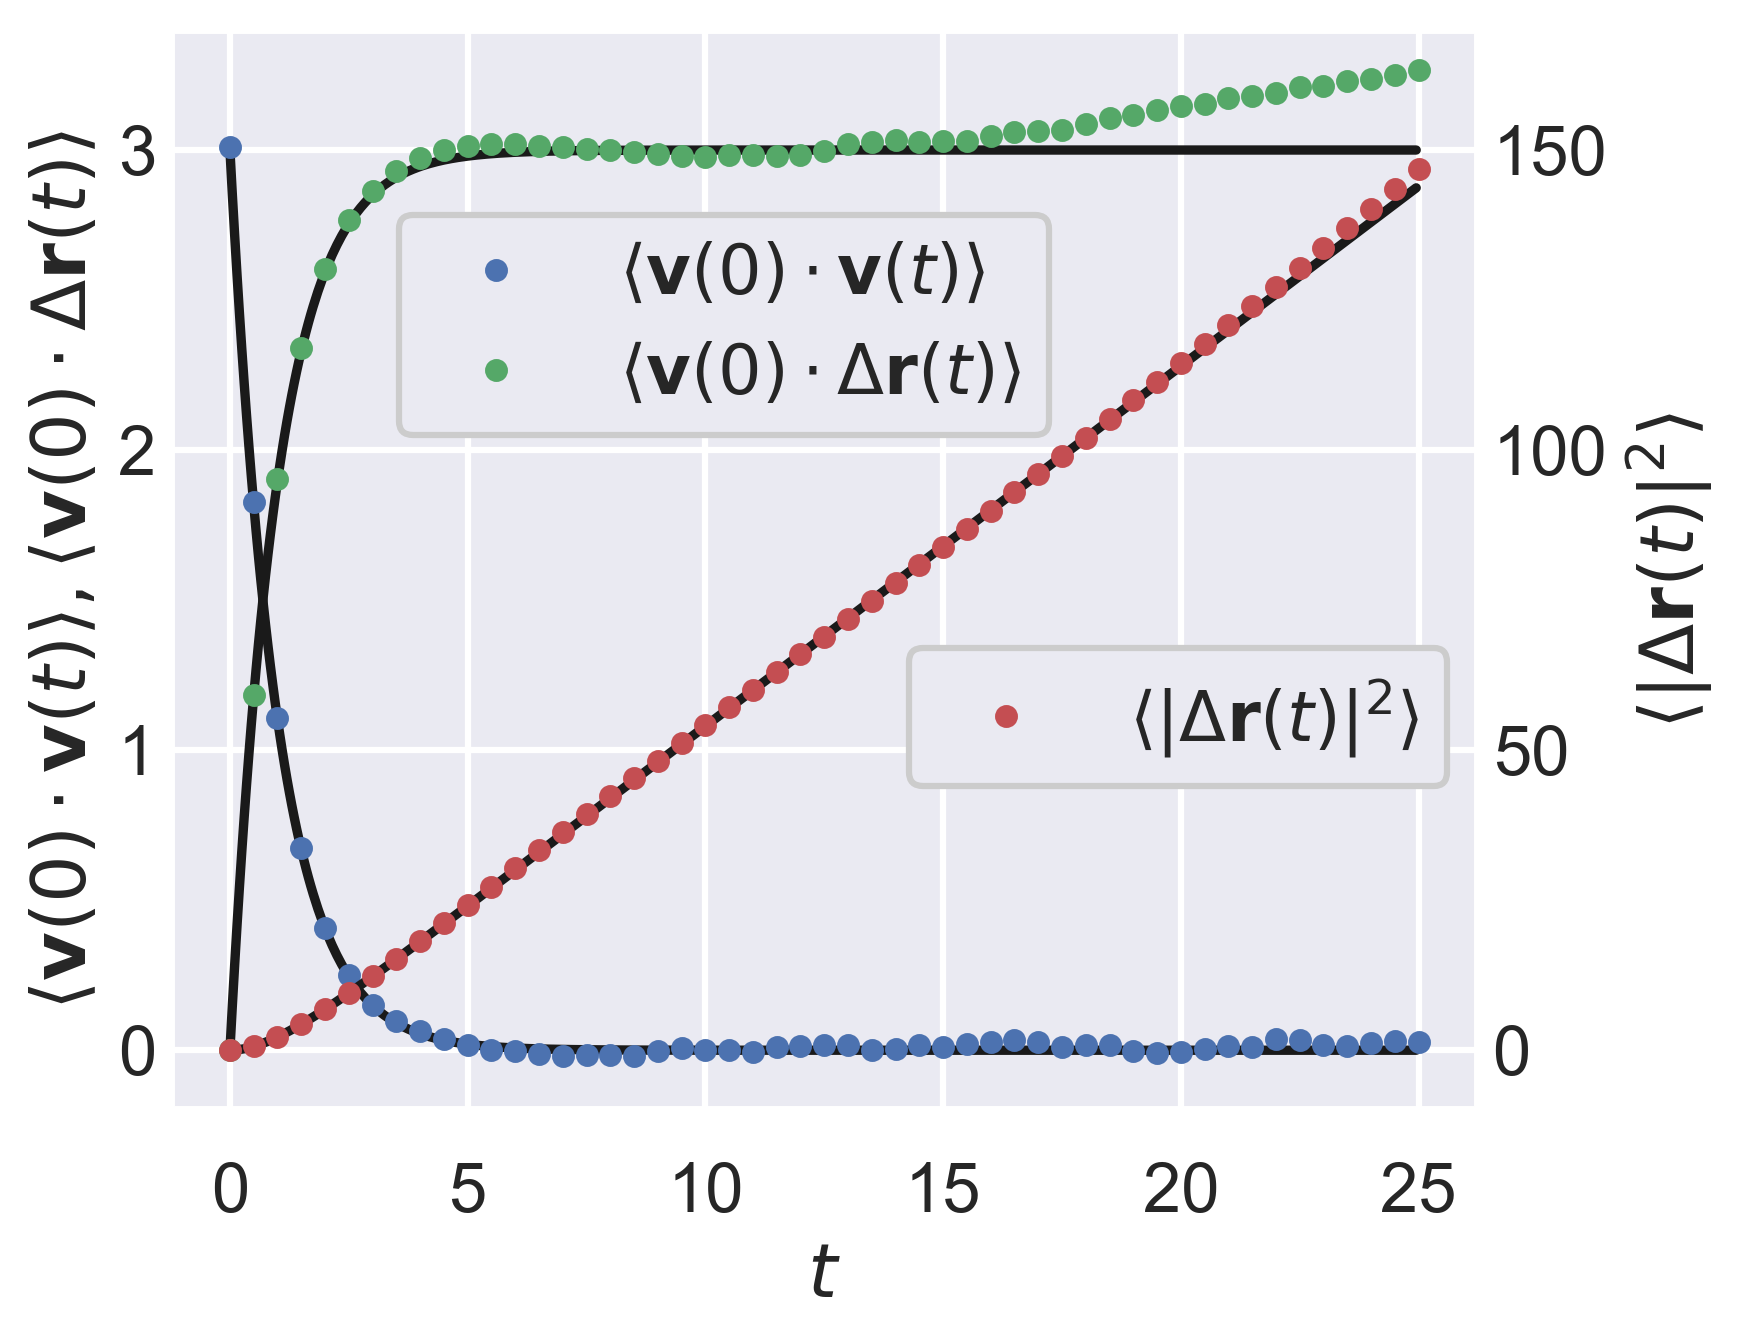 ⟨v(0) · v(t)⟩, ⟨v(0) · Δr(t)⟩
3
2
1
0
⟨v(0) · v(t)⟩
⟨v(0) · Δr(t)⟩
⟨|Δr(t)|²⟩
150
100
50
0
⟨|Δr(t)|²⟩
0 5 10 15 20 25
t